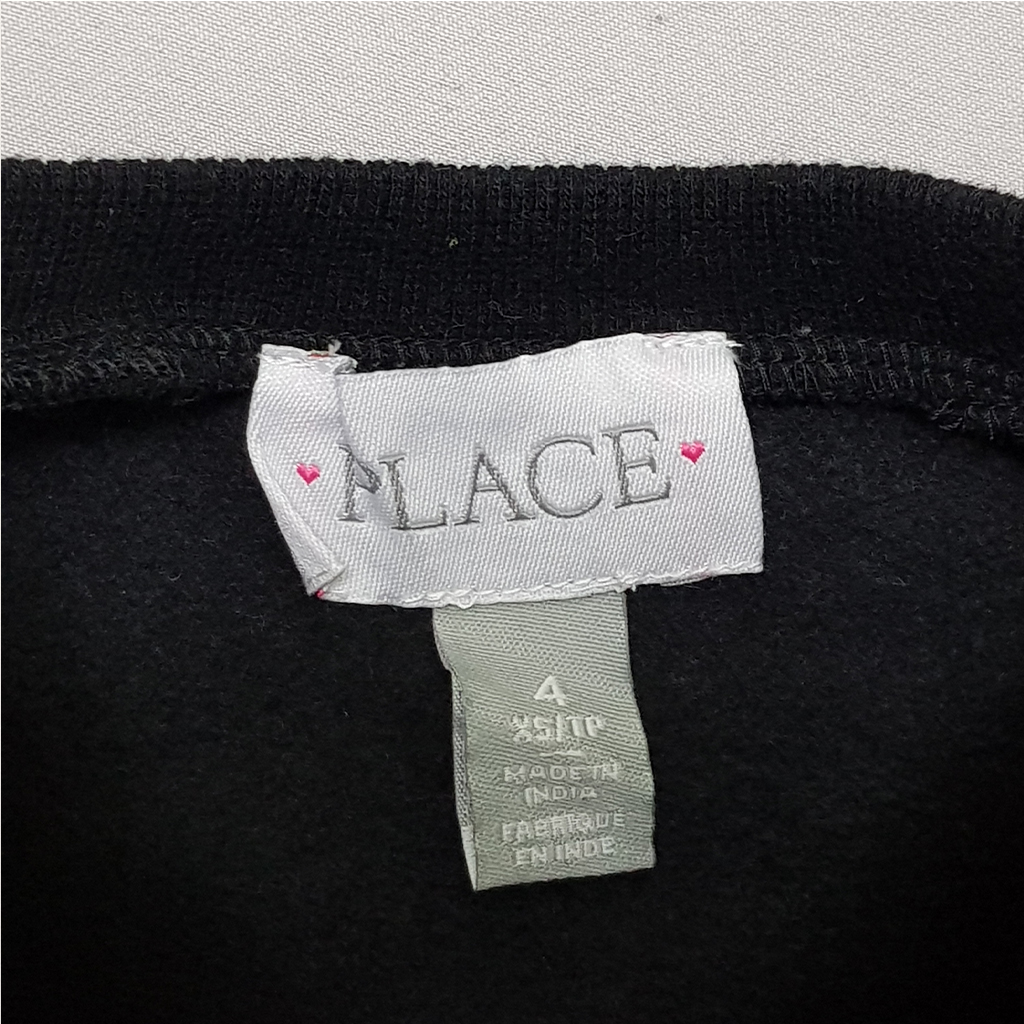 PLACE
4
XS/TP
MADE IN
INDIA
FABRIQUÉ
EN INDE